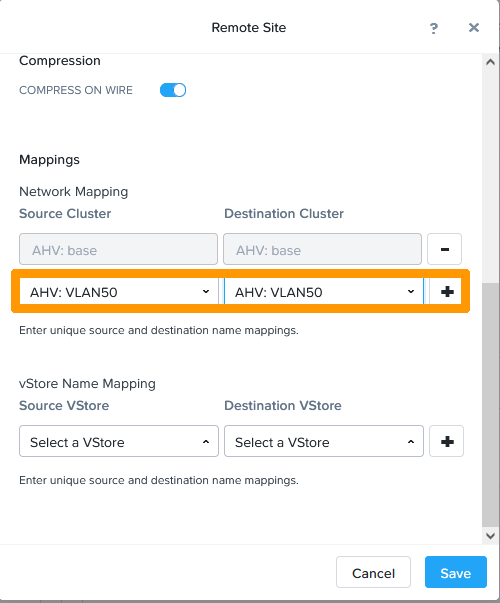 Remote Site ? ×
Compression
COMPRESS ON WIRE
Mappings
Network Mapping
Source Cluster Destination Cluster
AHV: base AHV: base -
AHV: VLAN50 AHV: VLAN50 +
Enter unique source and destination name mappings.
vStore Name Mapping
Source VStore Destination VStore
Select a VStore Select a VStore +
Enter unique source and destination name mappings.
Cancel Save